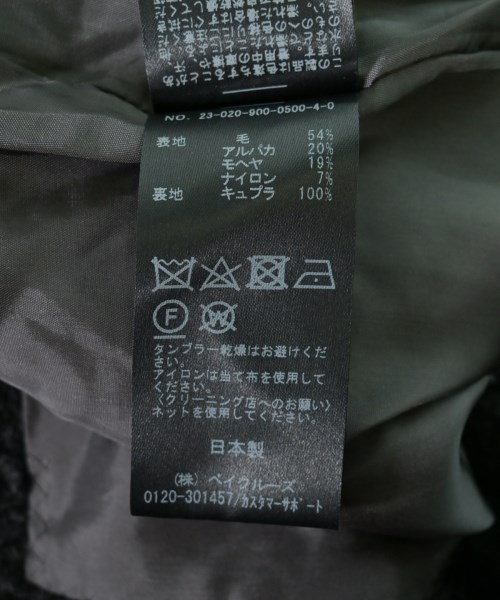 NO. 23-020-900-0500-4-0
表地 毛 54%
アルパカ 20%
モヘヤ 19%
ナイロン 7%
裏地 キュプラ 100%
F
W
タンブラー乾燥はお避けくだ
さい。
アイロンは当て布を使用して
ください。
〈クリーニング店へのお願い〉
ネットを使用してください。
日本製
(株) ベイクルーズ
0120-301457/カスタマーサポート